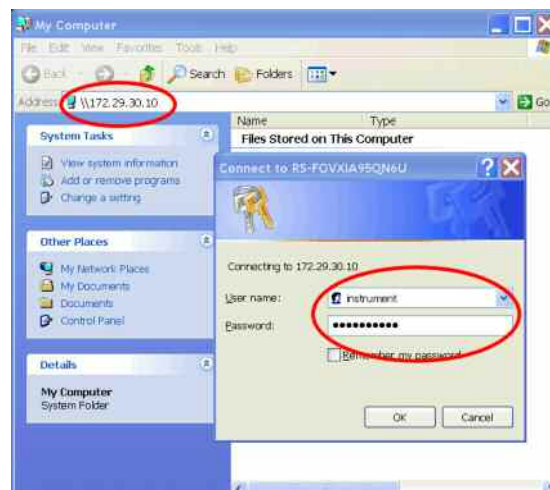 My Computer
File Edit View Favorites Tools Help
Back Search Folders
Address \\172.29.30.10 Go
Name Type
Files Stored on This Computer
System Tasks
View system information
Add or remove programs
Change a setting
Other Places
My Network Places
My Documents
Documents
Control Panel
Details
My Computer
System Folder
Connect to RS-FOVXIA95QN6U
Connecting to 172.29.30.10
User name: instrument
Password: ●●●●●●●●●●
Remember my password
OK Cancel